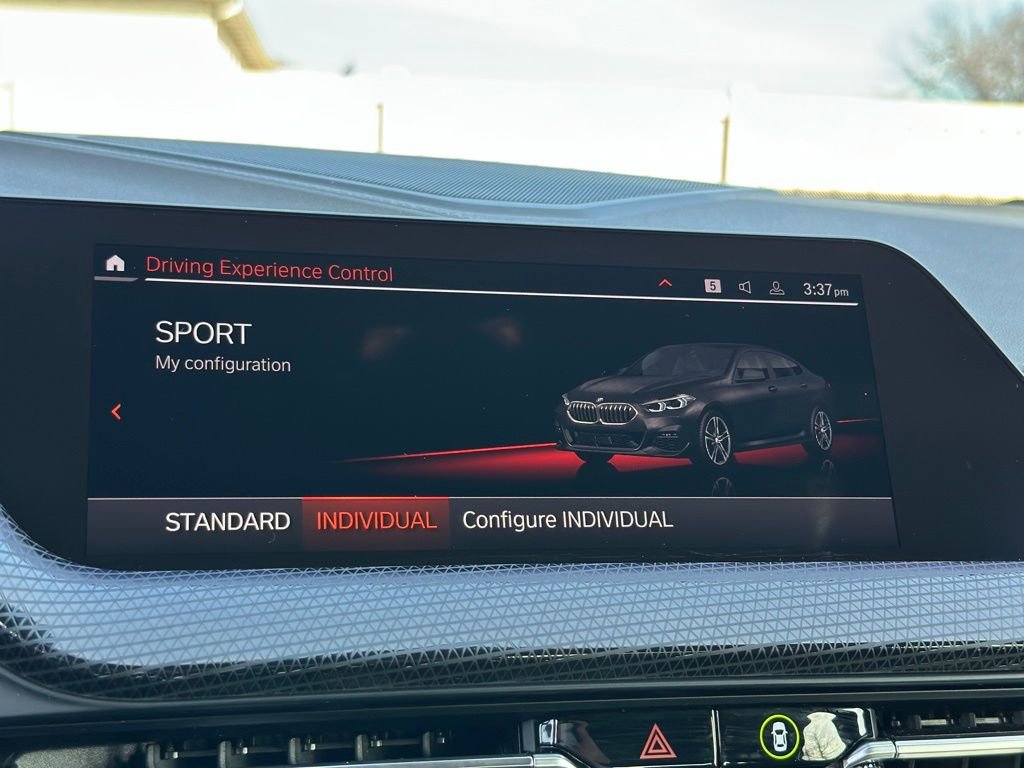 Driving Experience Control
5
3:37 pm
SPORT
My configuration
STANDARD INDIVIDUAL Configure INDIVIDUAL